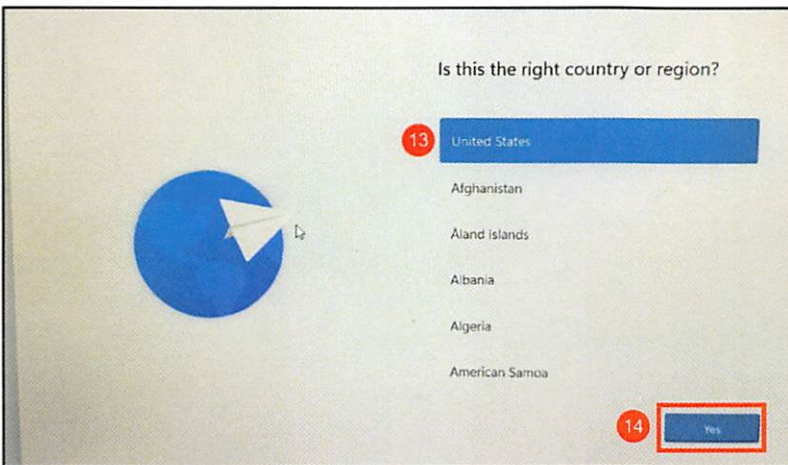 Is this the right country or region?
13 United States
Afghanistan
Åland Islands
Albania
Algeria
American Samoa
14 Yes